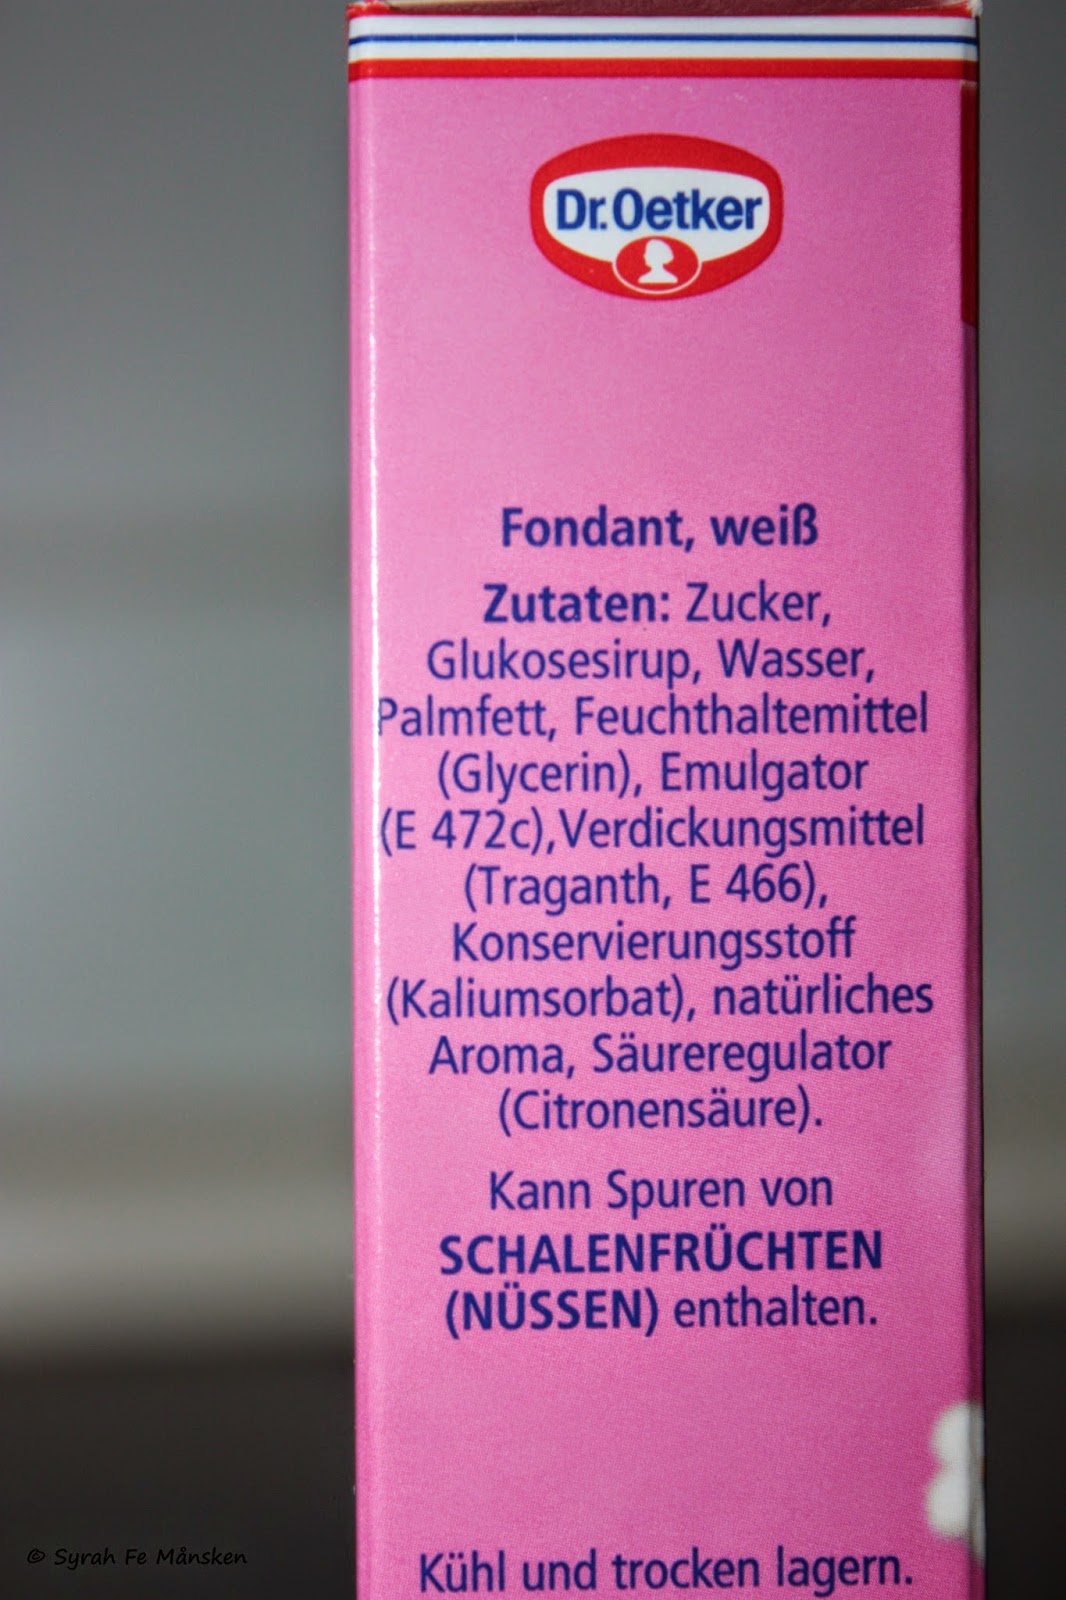 Dr. Oetker
Fondant, weiß
Zutaten: Zucker,
Glukosesirup, Wasser,
Palmfett, Feuchthaltemittel
(Glycerin), Emulgator
(E 472c),Verdickungsmittel
(Traganth, E 466),
Konservierungsstoff
(Kaliumsorbat), natürliches
Aroma, Säureregulator
(Citronensäure).
Kann Spuren von
SCHALENFRÜCHTEN
(NÜSSEN) enthalten.
Kühl und trocken lagern.
© Syrah Fe Månsken